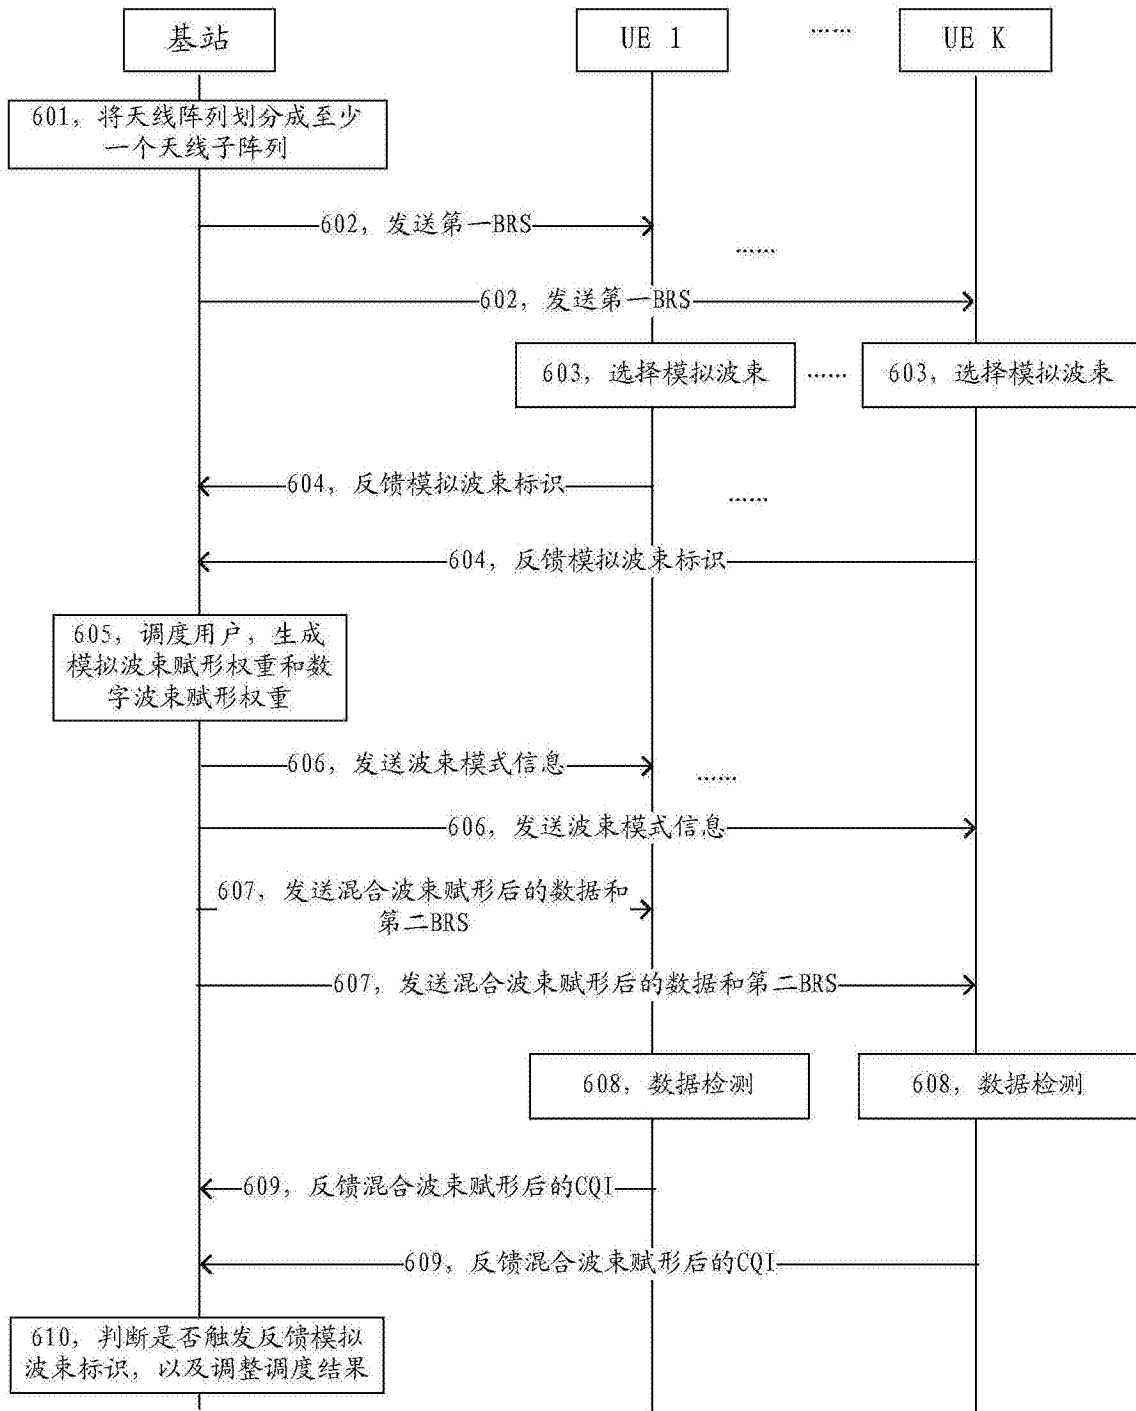 基站
UE 1
……
UE K
601，将天线阵列划分成至少
一个天线子阵列
602，发送第一BRS
……
602，发送第一BRS
603，选择模拟波束
……
603，选择模拟波束
604，反馈模拟波束标识
……
604，反馈模拟波束标识
605，调度用户，生成
模拟波束赋形权重和数
字波束赋形权重
606，发送波束模式信息
……
606，发送波束模式信息
607，发送混合波束赋形后的数据和
第二BRS
607，发送混合波束赋形后的数据和第二BRS
608，数据检测
608，数据检测
609，反馈混合波束赋形后的CQI
609，反馈混合波束赋形后的CQI
610，判断是否触发反馈模拟
波束标识，以及调整调度结果